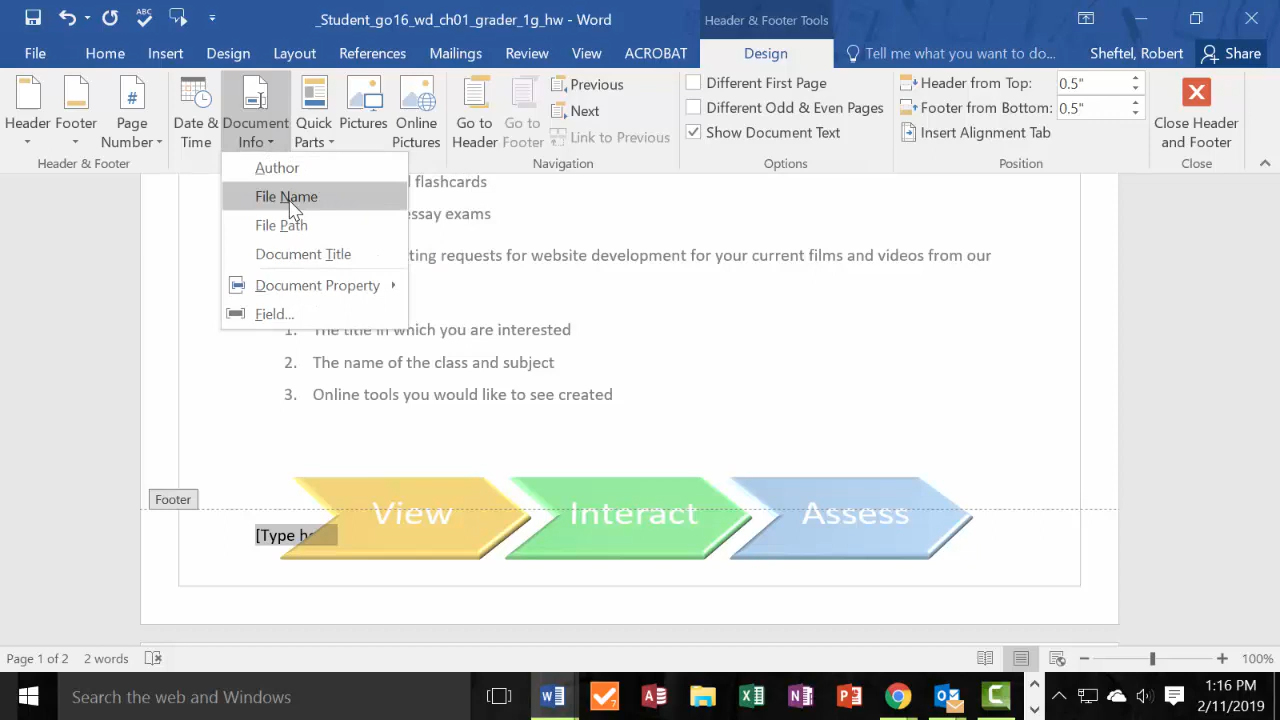 _Student_go16_wd_ch01_grader_1g_hw - Word
Header & Footer Tools
File Home Insert Design Layout References Mailings Review View ACROBAT Design Tell me what you want to do... Sheftel, Robert Share
Header Footer Page Number
Header & Footer
Date & Time Document Info Quick Parts Pictures Online Pictures
Go to Header Go to Footer Previous
Next
Link to Previous
Navigation
Different First Page
Different Odd & Even Pages
Show Document Text
Options
Header from Top: 0.5"
Footer from Bottom: 0.5"
Insert Alignment Tab
Position
Close Header and Footer
Close
Author
File Name
File Path
Document Title
Document Property
Field...
flashcards
essay exams
ting requests for website development for your current films and videos from our
1. The title in which you are interested
2. The name of the class and subject
3. Online tools you would like to see created
View Interact Assess
Footer
[Type
Page 1 of 2 2 words 100%
Search the web and Windows
1:16 PM
2/11/2019